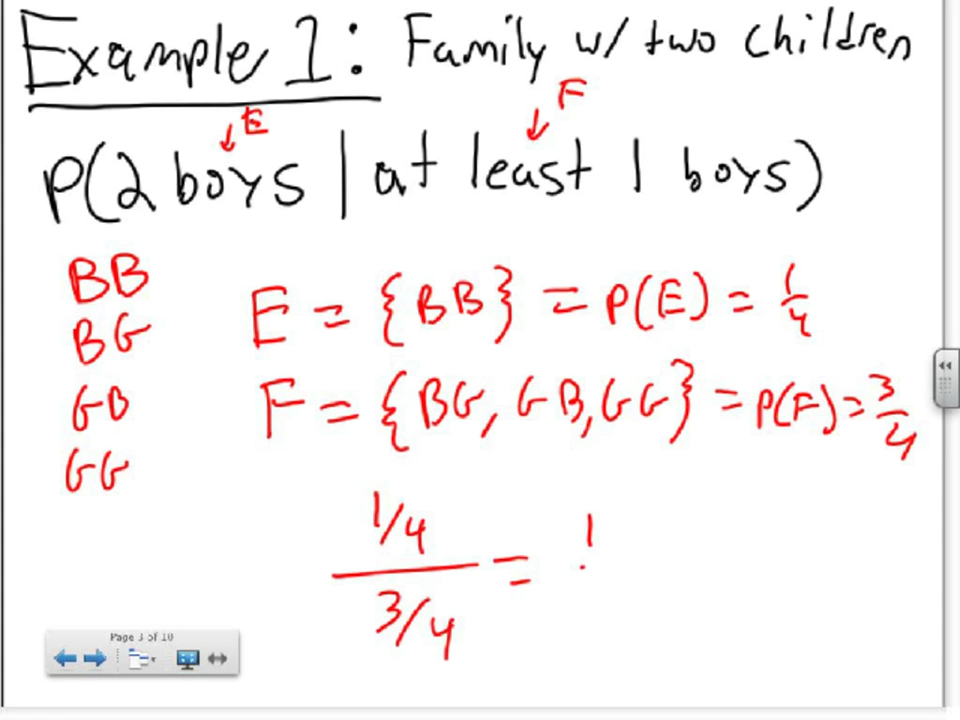 Example 1: Family w/ two children
↓ E ↓ F
P(2 boys | at least 1 boys)
BB
E = {BB} = P(E) = 1/4
BG
GB
F = {BG, GB, GG} = P(F) = 3/4
GG
1/4
=
3/4
Page 3 of 10